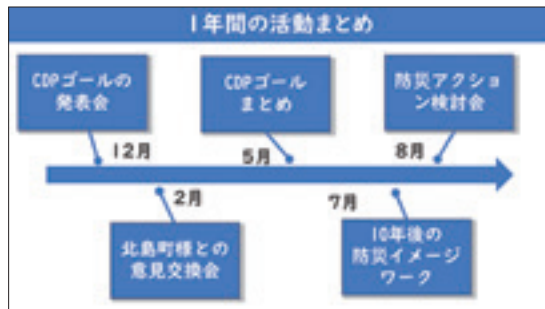 1年間の活動まとめ
CDPゴールの
発表会
CDPゴール
まとめ
防災アクショ
ン検討会
12月
5月
8月
2月
7月
北島町様との
意見交換会
10年後の
防災イメージ
ワーク